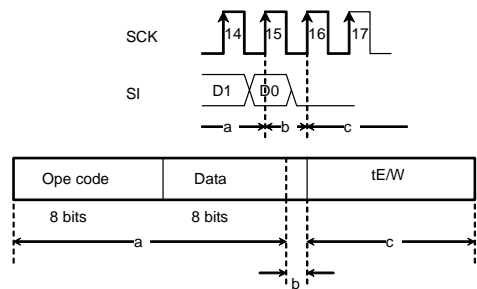 SCK 14 15 16 17
SI D1 D0
a b c
Ope code Data tE/W
8 bits 8 bits
a c
b